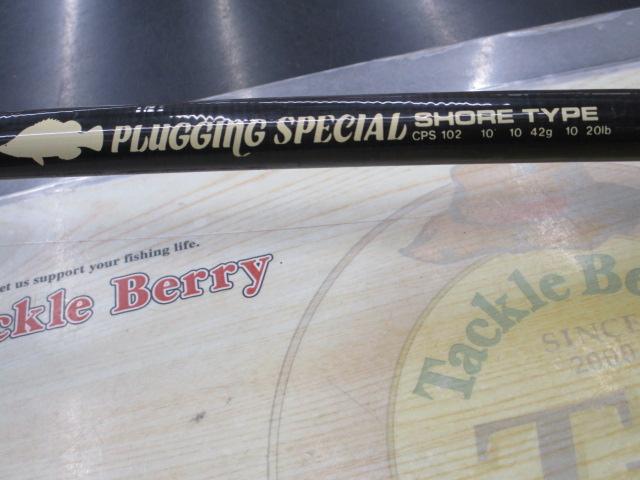 PLUGGING SPECIAL SHORE TYPE
CPS 102 10 10 42g 10 20lb
et us support your fishing life.
ckle Berry
Tackle Be
SINC
2000
T